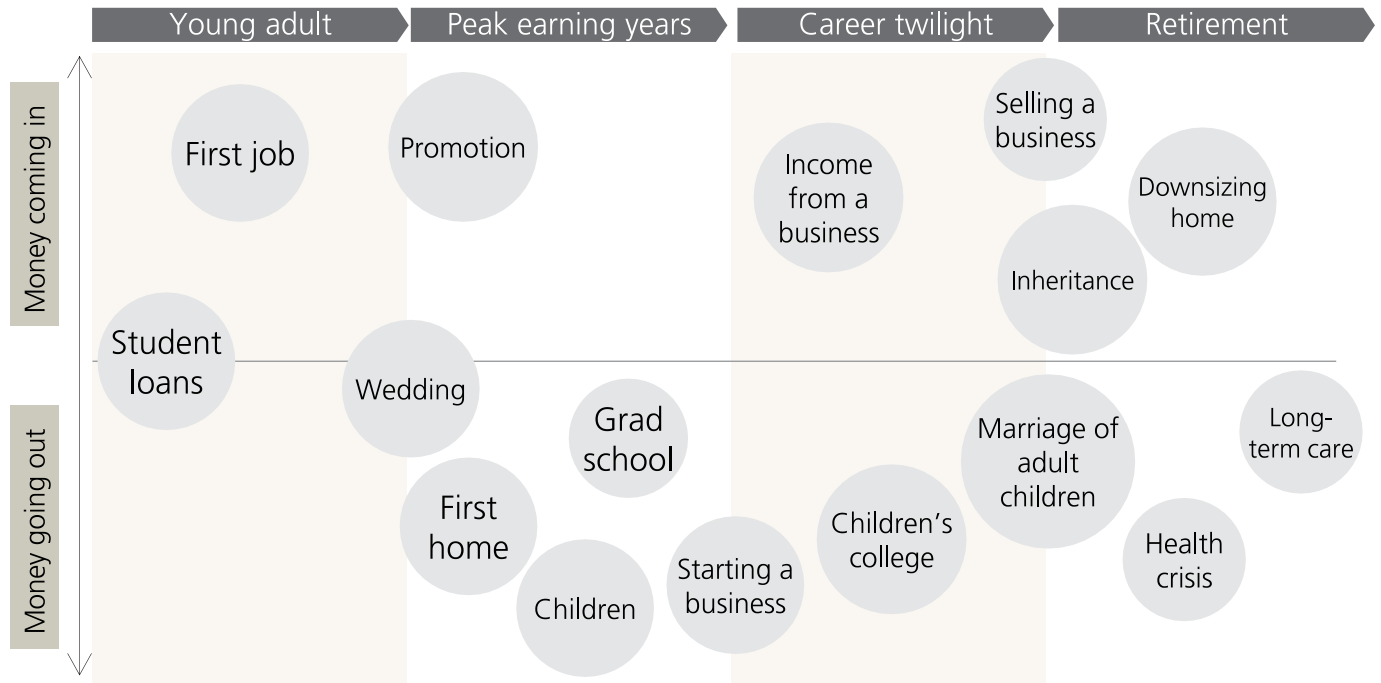 Young adult
Peak earning years
Career twilight
Retirement
Money coming in
Money going out
First job
Promotion
Income
from a
business
Selling a
business
Downsizing
home
Inheritance
Student
loans
Wedding
Grad
school
First
home
Children
Starting a
business
Children’s
college
Marriage of
adult
children
Long-
term care
Health
crisis